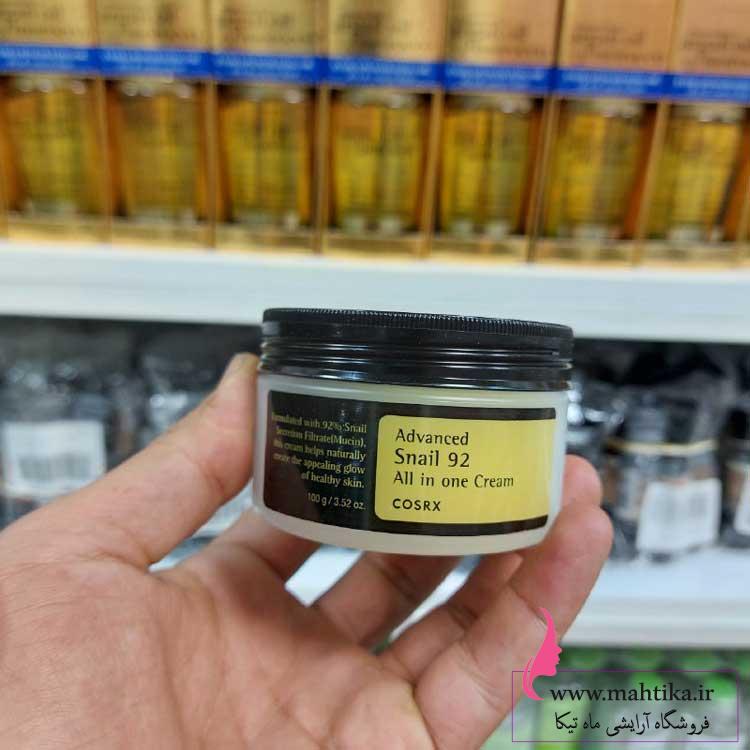 Formulated with 92% Snail
Secretion Filtrate(Mucin),
this cream helps naturally
create the appealing glow
of healthy skin.
100 g / 3.52 oz.
Advanced
Snail 92
All in one Cream
COSRX
www.mahtika.ir
فروشگاه آرایشی ماه تیکا